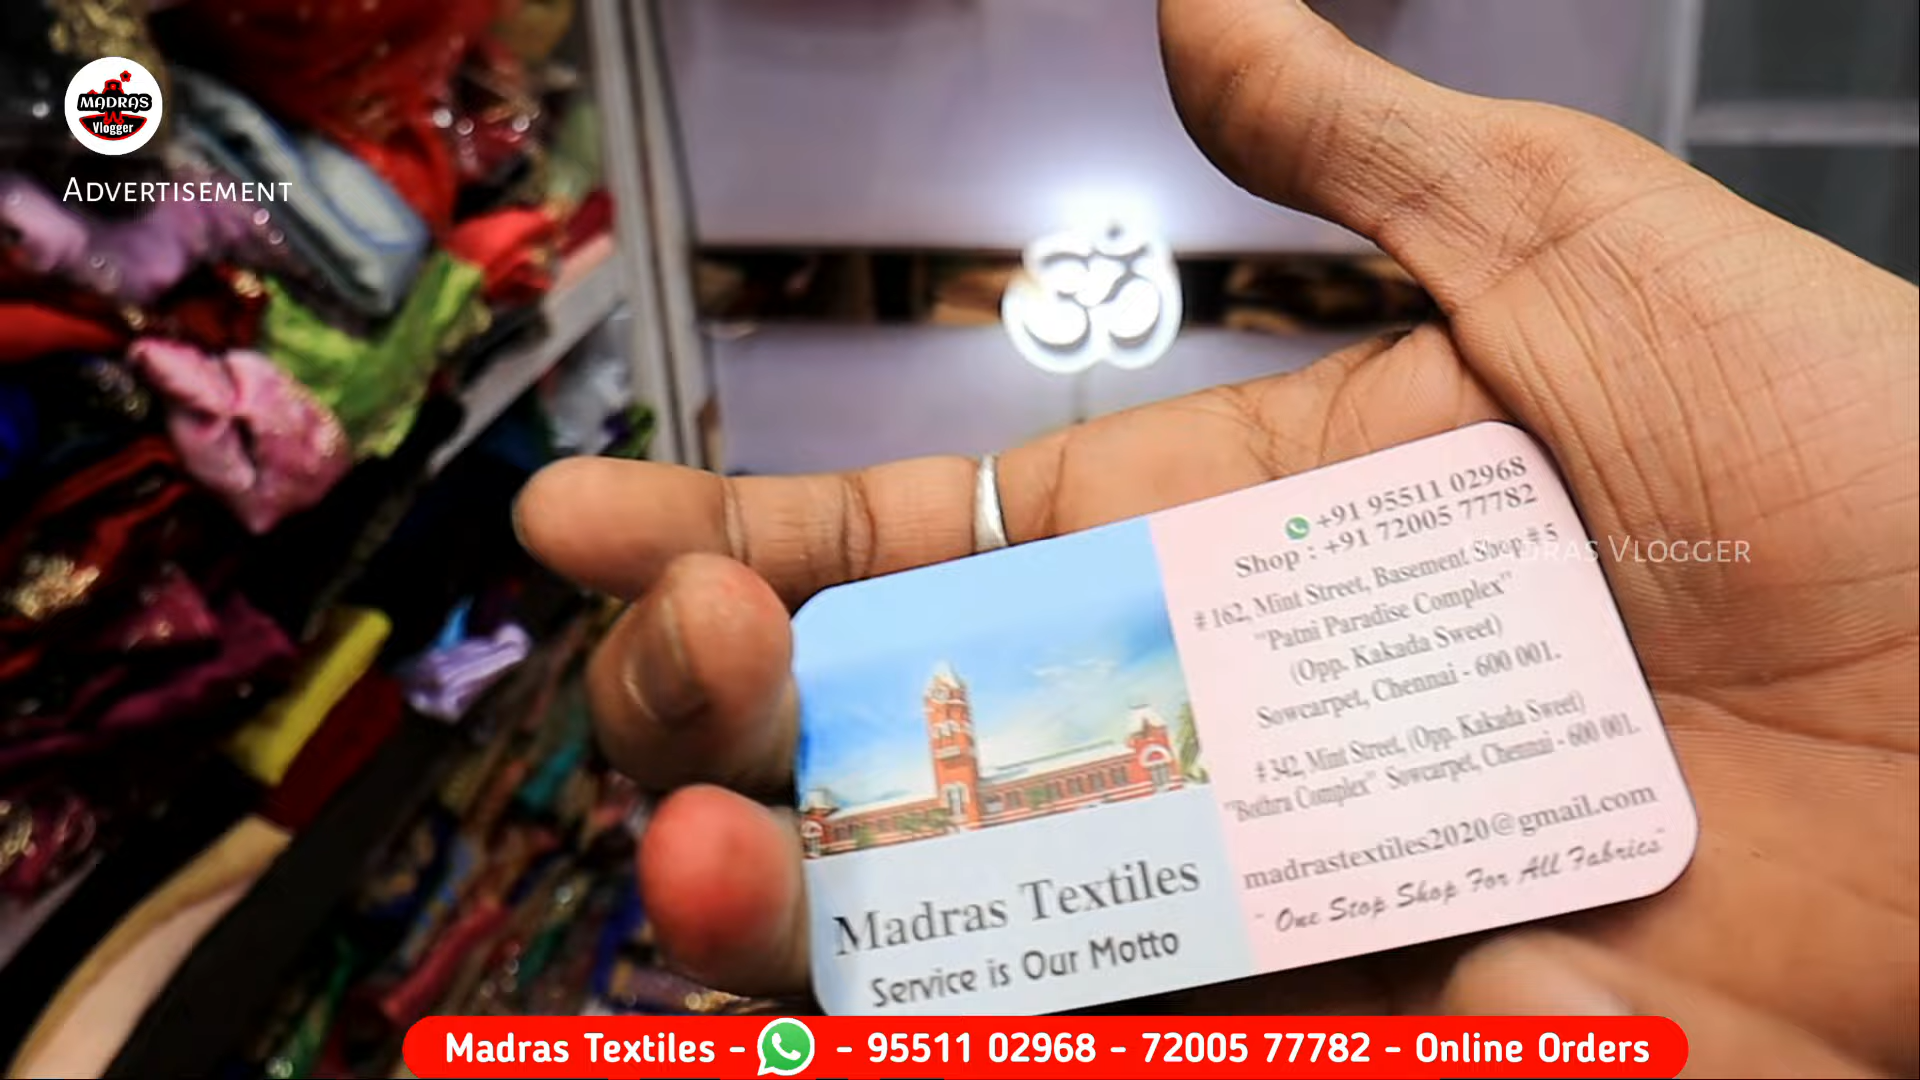 MADRAS
Vlogger
Advertisement
ॐ
+91 95511 02968
Shop : +91 72005 77782
# 162, Mint Street, Basement Shop # 5
"Patni Paradise Complex"
(Opp. Kakada Sweet)
Sowcarpet, Chennai - 600 001.
# 342, Mint Street, (Opp. Kakada Sweet)
"Bothra Complex" Sowcarpet, Chennai - 600 001.
madrastextiles2020@gmail.com
" One Stop Shop For All Fabrics"
Madras Textiles
Service is Our Motto
Madras Vlogger
Madras Textiles - - 95511 02968 - 72005 77782 - Online Orders